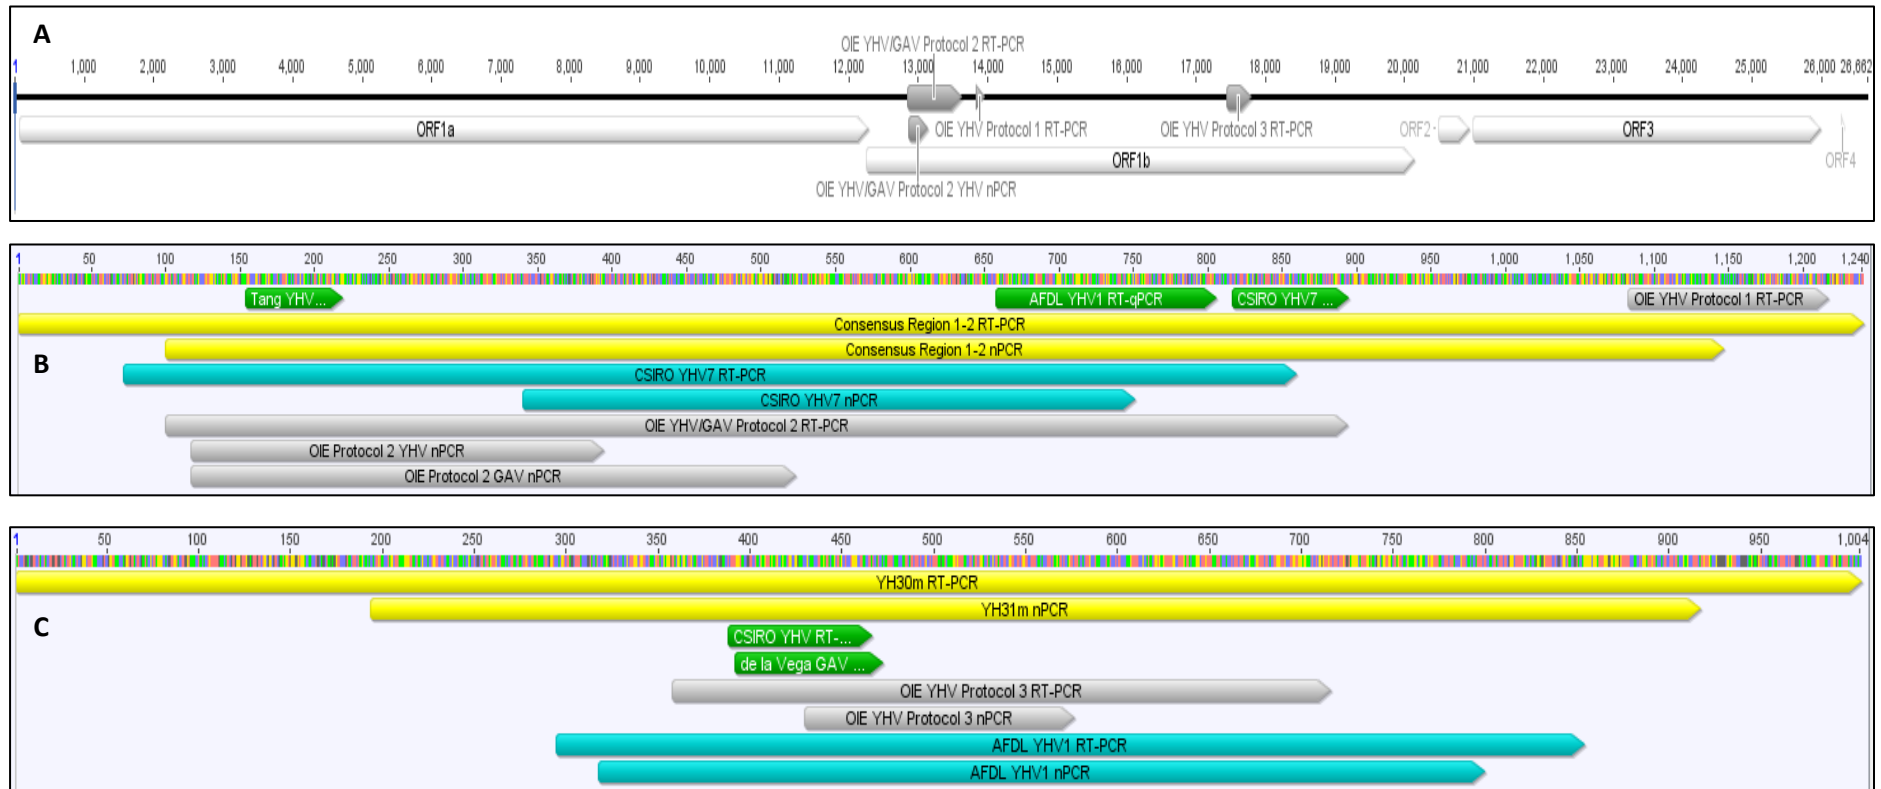 A
OIE YHV/GAV Protocol 2 RT-PCR
1 1,000 2,000 3,000 4,000 5,000 6,000 7,000 8,000 9,000 10,000 11,000 12,000 13,000 14,000 15,000 16,000 17,000 18,000 19,000 20,000 21,000 22,000 23,000 24,000 25,000 26,000 26,662
ORF1a OIE YHV Protocol 1 RT-PCR OIE YHV Protocol 3 RT-PCR ORF2 ORF3
ORF1b ORF4
OIE YHV/GAV Protocol 2 YHV nPCR
1 50 100 150 200 250 300 350 400 450 500 550 600 650 700 750 800 850 900 950 1,000 1,050 1,100 1,150 1,200 1,240
Tang YHV... AFDL YHV1 RT-qPCR CSIRO YHV7 ... OIE YHV Protocol 1 RT-PCR
Consensus Region 1-2 RT-PCR
Consensus Region 1-2 nPCR
B
CSIRO YHV7 RT-PCR
CSIRO YHV7 nPCR
OIE YHV/GAV Protocol 2 RT-PCR
OIE Protocol 2 YHV nPCR
OIE Protocol 2 GAV nPCR
1 50 100 150 200 250 300 350 400 450 500 550 600 650 700 750 800 850 900 950 1,004
YH30m RT-PCR
YH31m nPCR
C
CSIRO YHV RT-...
de la Vega GAV ...
OIE YHV Protocol 3 RT-PCR
OIE YHV Protocol 3 nPCR
AFDL YHV1 RT-PCR
AFDL YHV1 nPCR